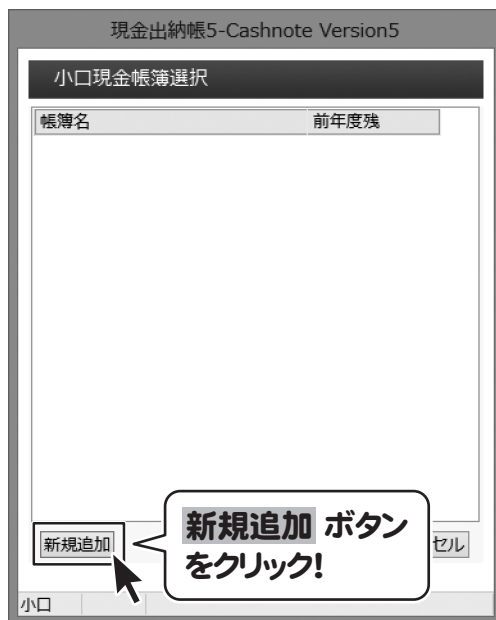 現金出納帳5-Cashnote Version5
小口現金帳簿選択
帳簿名 前年度残
新規追加 ボタン
をクリック!
新規追加 セル
小口